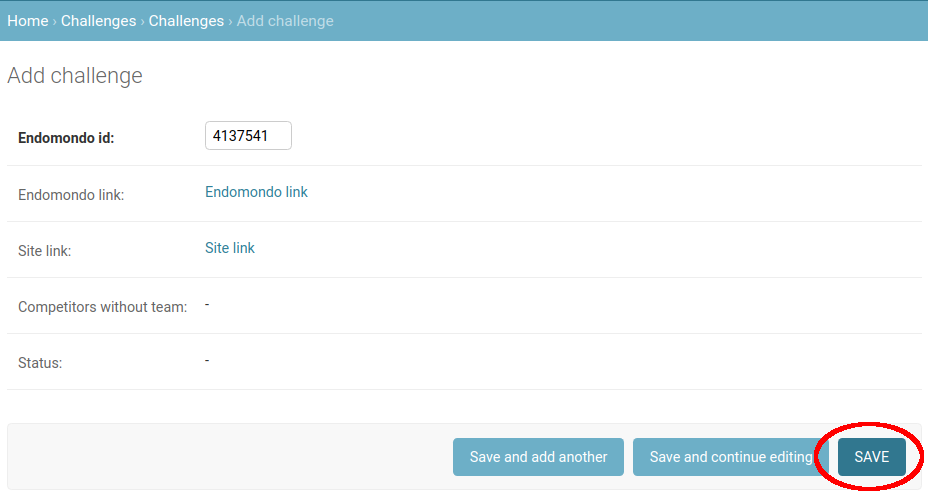 Home › Challenges › Challenges › Add challenge
Add challenge
Endomondo id: 4137541
Endomondo link: Endomondo link
Site link: Site link
Competitors without team: -
Status: -
Save and add another Save and continue editing SAVE